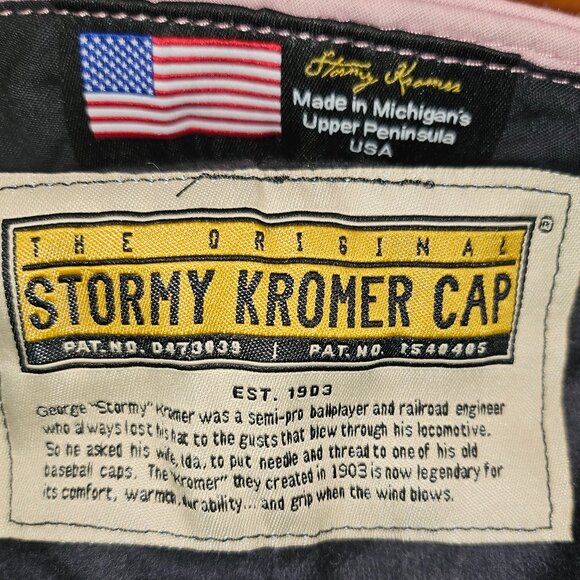 Stormy Kromer
Made in Michigan's
Upper Peninsula
USA
THE ORIGINAL
®
STORMY KROMER CAP
PAT. NO. D473039 | PAT. NO. 1540405
EST. 1903
George "Stormy" Kromer was a semi-pro ballplayer and railroad engineer
who always lost his hat to the gusts that blew through his locomotive.
So he asked his wife, Ida, to put needle and thread to one of his old
baseball caps. The "Kromer" they created in 1903 is now legendary for
its comfort, warmth, durability... and grip when the wind blows.